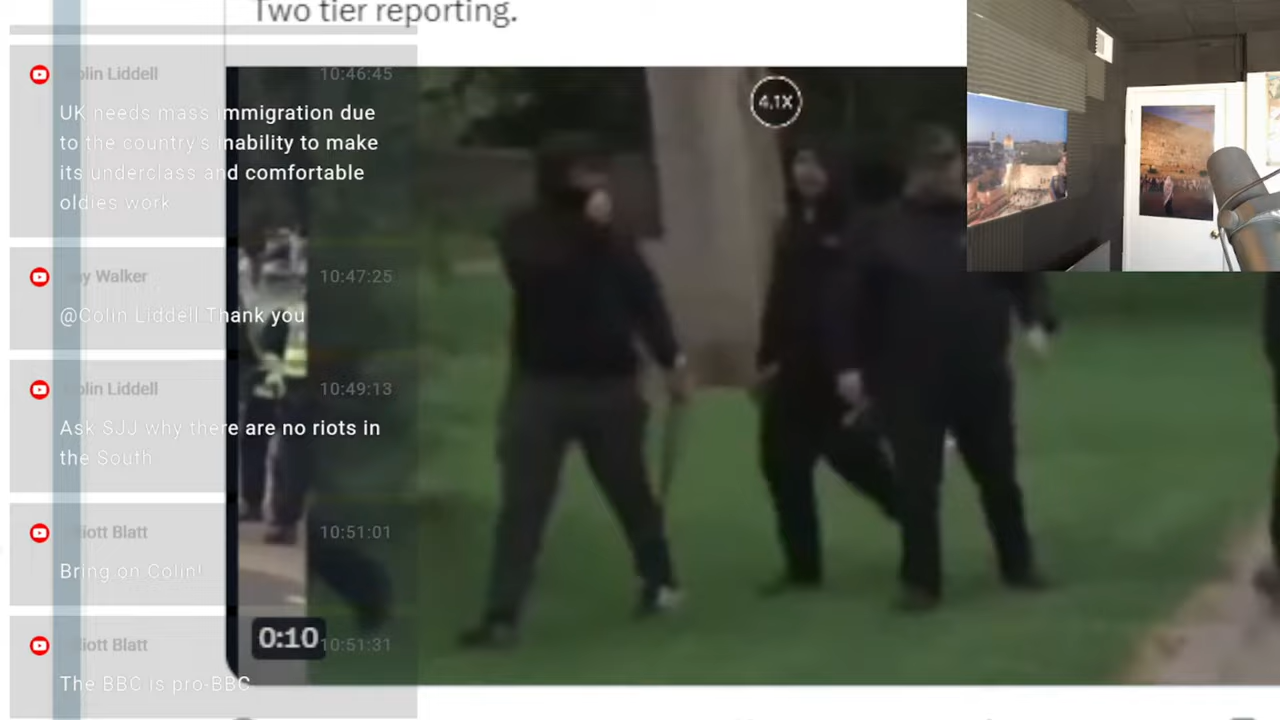 Two tier reporting.
olin Liddell 10:46:45
UK needs mass immigration due
to the country's inability to make
its underclass and comfortable
oldies work
ay Walker 10:47:25
@Colin Liddell Thank you
olin Liddell 10:49:13
Ask SJJ why there are no riots in
the South
iott Blatt 10:51:01
Bring on Colin!
iott Blatt 10:51:31
The BBC is pro-BBC
4.1X
0:10